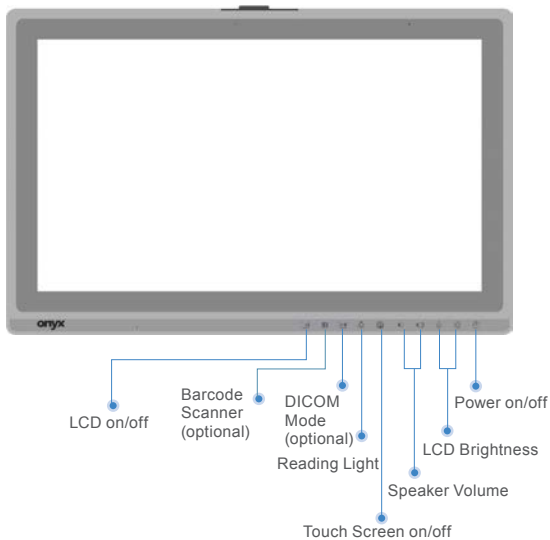 onyx
LCD on/off
Barcode
Scanner
(optional)
DICOM
Mode
(optional)
Reading Light
Touch Screen on/off
Speaker Volume
LCD Brightness
Power on/off